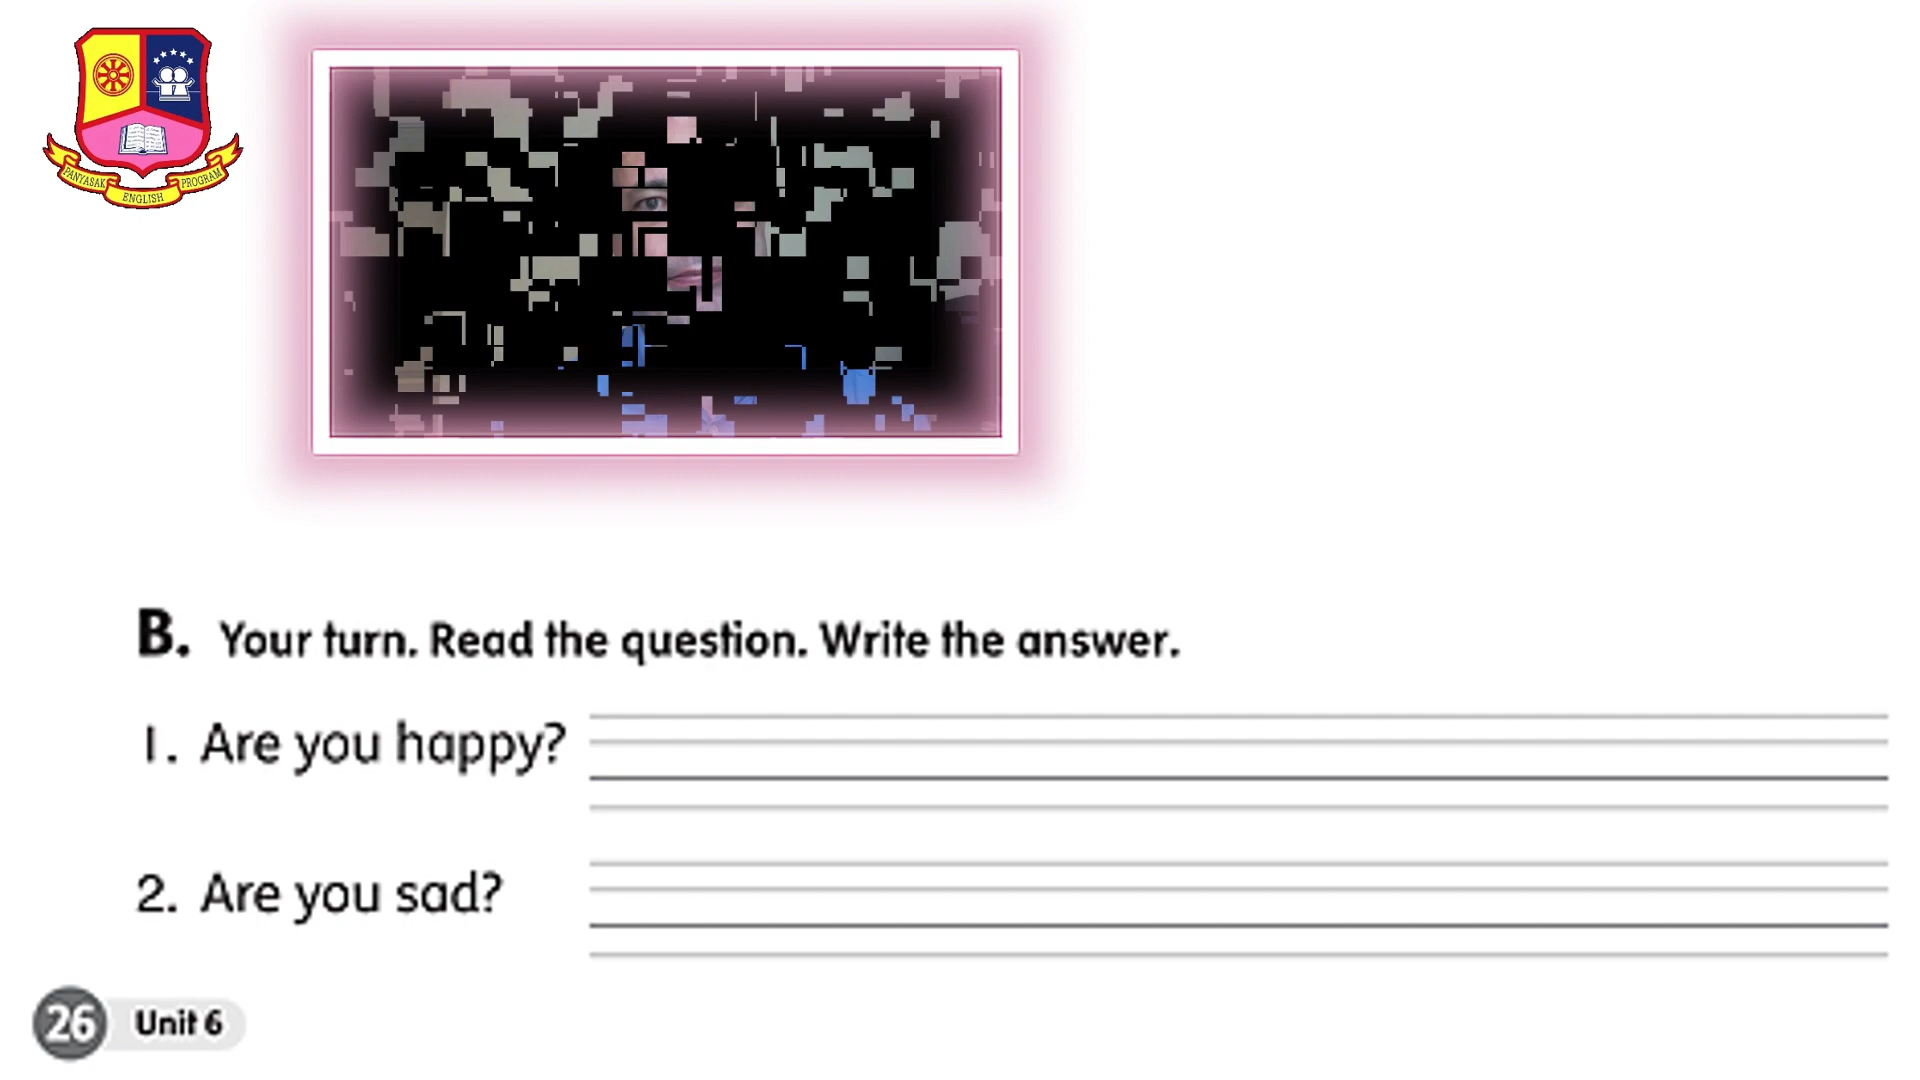 PANYASAK ENGLISH PROGRAM
B. Your turn. Read the question. Write the answer.
1. Are you happy?
2. Are you sad?
26 Unit 6